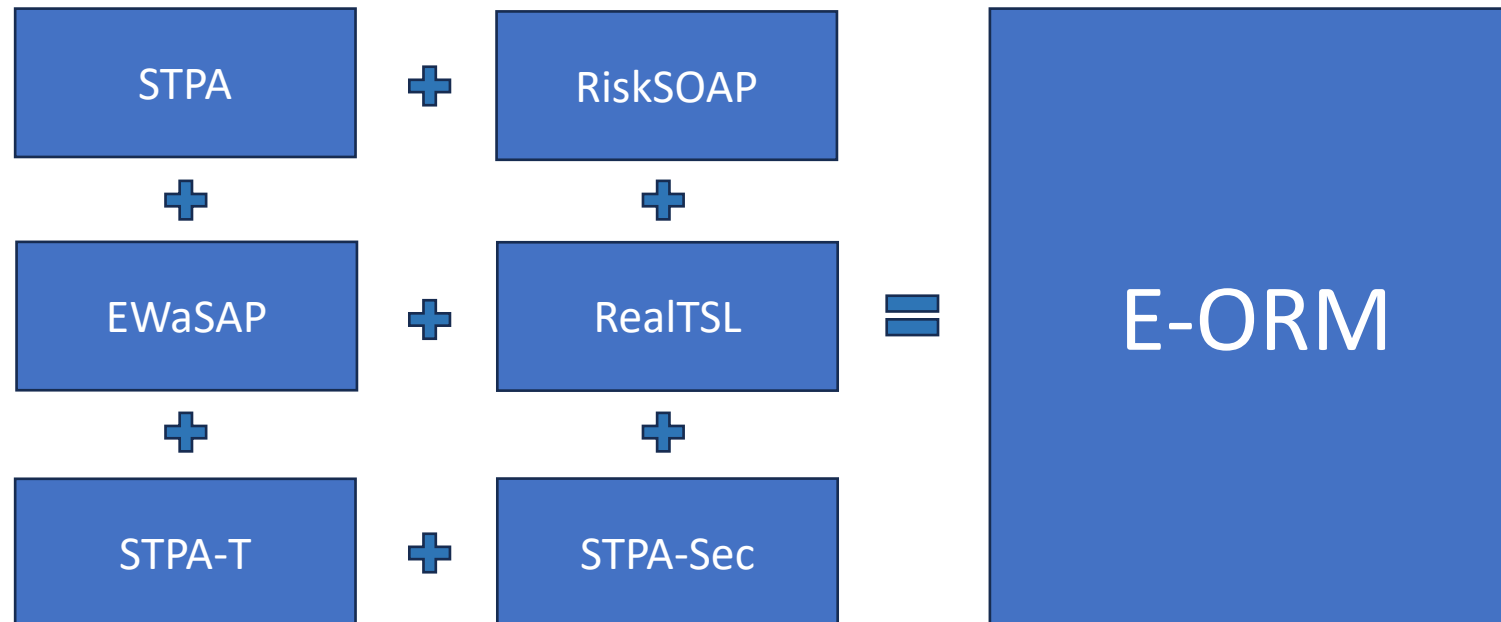 STPA
RiskSOAP
EWaSAP
RealTSL
E-ORM
STPA-T
STPA-Sec